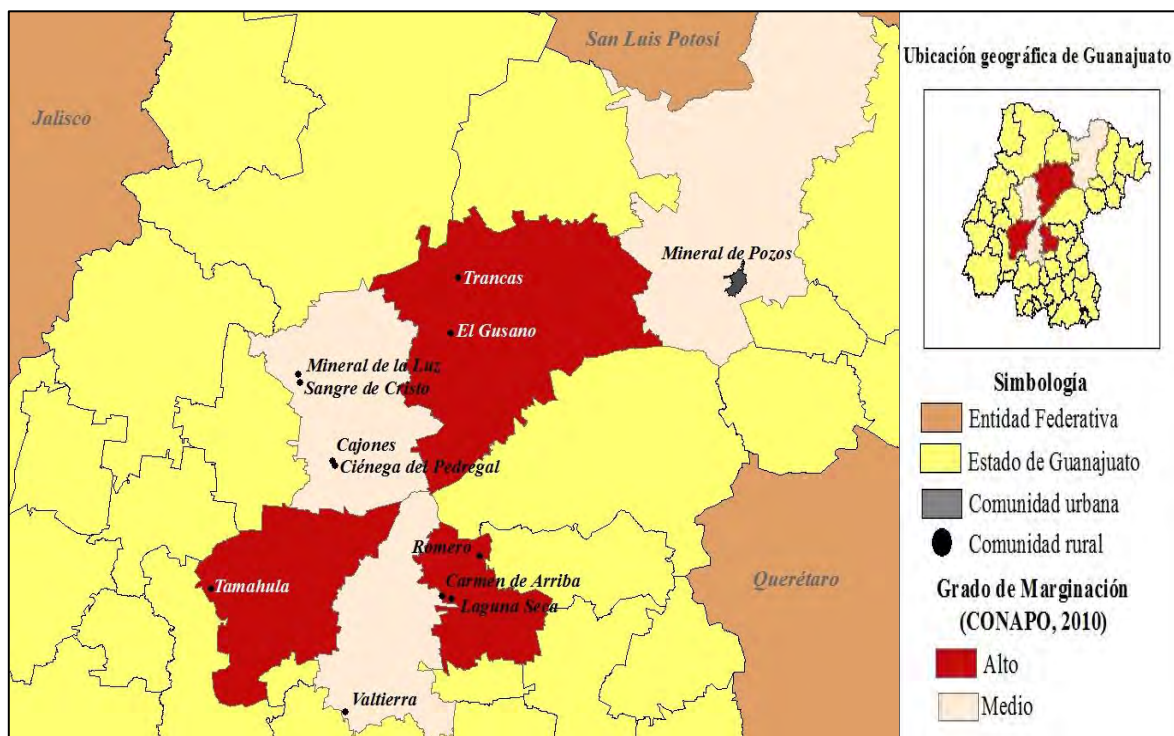 San Luis Potosí
Jalisco
Mineral de Pozos
Trancas
El Gusano
Mineral de la Luz
Sangre de Cristo
Cajones
Ciénega del Pedregal
Romero
Tamahula
Carmen de Arriba
Laguna Seca
Querétaro
Valtierra
Ubicación geográfica de Guanajuato
Simbología
Entidad Federativa
Estado de Guanajuato
Comunidad urbana
Comunidad rural
Grado de Marginación
(CONAPO, 2010)
Alto
Medio